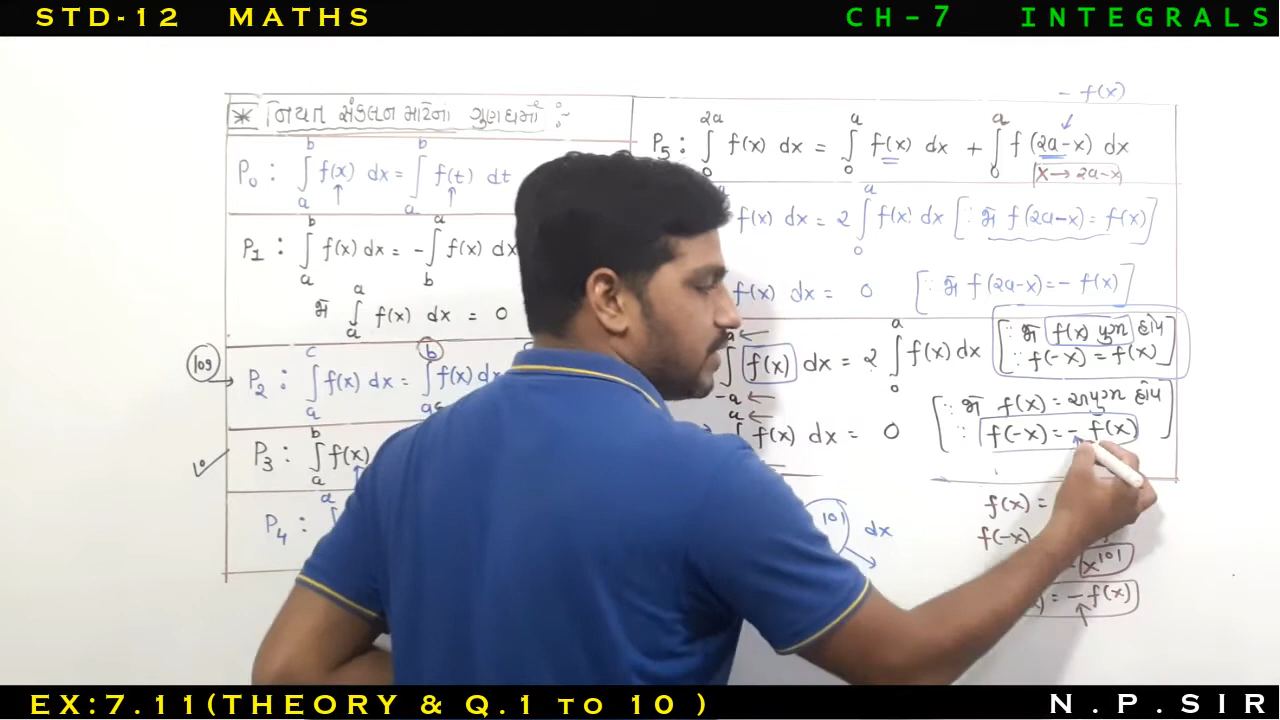 STD-12 MATHS
CH-7 INTEGRALS
* નિયત સંકલન માટેના ગુણધર્મો :-
P₀ : ∫ₐᵇ f(x) dx = ∫ₐᵇ f(t) dt
P₁ : ∫ₐᵇ f(x) dx = -∫ᵇₐ f(x) dx
∫ₐᵃ f(x) dx = 0
109
P₂ : ∫ₐᶜ f(x) dx = ∫ₐᵇ f(x) dx
P₃ : ∫ₐᵇ f(x)
P₄ :
- f(x)
P₅ : ∫₀²ᵃ f(x) dx = ∫₀ᵃ f(x) dx + ∫₀ᵃ f(2a-x) dx
x → 2a-x
f(x) dx = 2 ∫₀ᵃ f(x) dx [∵ જો f(2a-x) = f(x)]
f(x) dx = 0 [∵ જો f(2a-x) = - f(x)]
∫₋ₐᵃ f(x) dx = 2 ∫₀ᵃ f(x) dx [∵ જો f(x) યુગ્મ હોય
∵ f(-x) = f(x)]
f(x) dx = 0 [∵ જો f(x) = અયુગ્મ હોય
∵ f(-x) = - f(x)]
101 dx
f(x) =
f(-x)
x¹⁰¹
= - f(x)
EX:7.11(THEORY & Q.1 TO 10 )
N.P.SIR